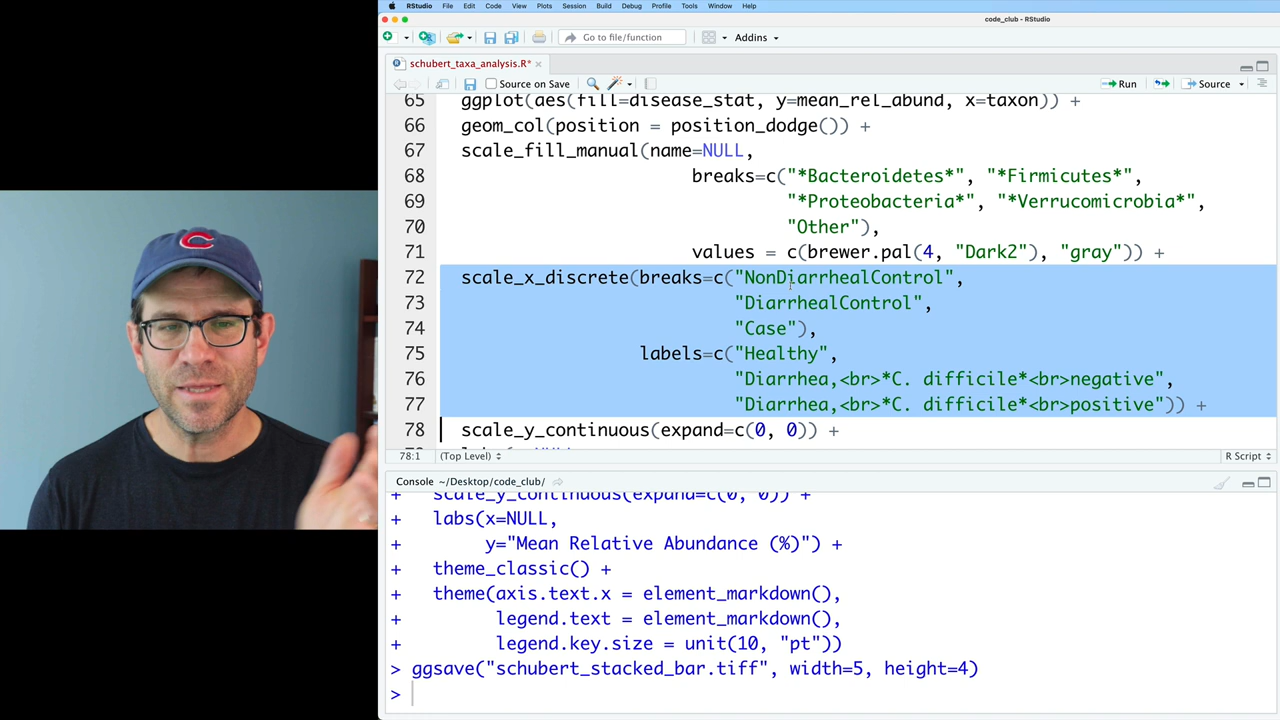 RStudio File Edit Code View Plots Session Build Debug Profile Tools Window Help
code_club - RStudio
Go to file/function Addins
schubert_taxa_analysis.R*
Source on Save Run Source
65 ggplot(aes(fill=disease_stat, y=mean_rel_abund, x=taxon)) +
66 geom_col(position = position_dodge()) +
67 scale_fill_manual(name=NULL,
68 breaks=c("*Bacteroidetes*", "*Firmicutes*",
69 "*Proteobacteria*", "*Verrucomicrobia*",
70 "Other"),
71 values = c(brewer.pal(4, "Dark2"), "gray")) +
72 scale_x_discrete(breaks=c("NonDiarrhealControl",
73 "DiarrhealControl",
74 "Case"),
75 labels=c("Healthy",
76 "Diarrhea,<br>*C. difficile*<br>negative",
77 "Diarrhea,<br>*C. difficile*<br>positive")) +
78 scale_y_continuous(expand=c(0, 0)) +
78:1 (Top Level) R Script
Console ~/Desktop/code_club/
+ scale_y_continuous(expand=c(0, 0)) +
+ labs(x=NULL,
+ y="Mean Relative Abundance (%)") +
+ theme_classic() +
+ theme(axis.text.x = element_markdown(),
+ legend.text = element_markdown(),
+ legend.key.size = unit(10, "pt"))
> ggsave("schubert_stacked_bar.tiff", width=5, height=4)
>